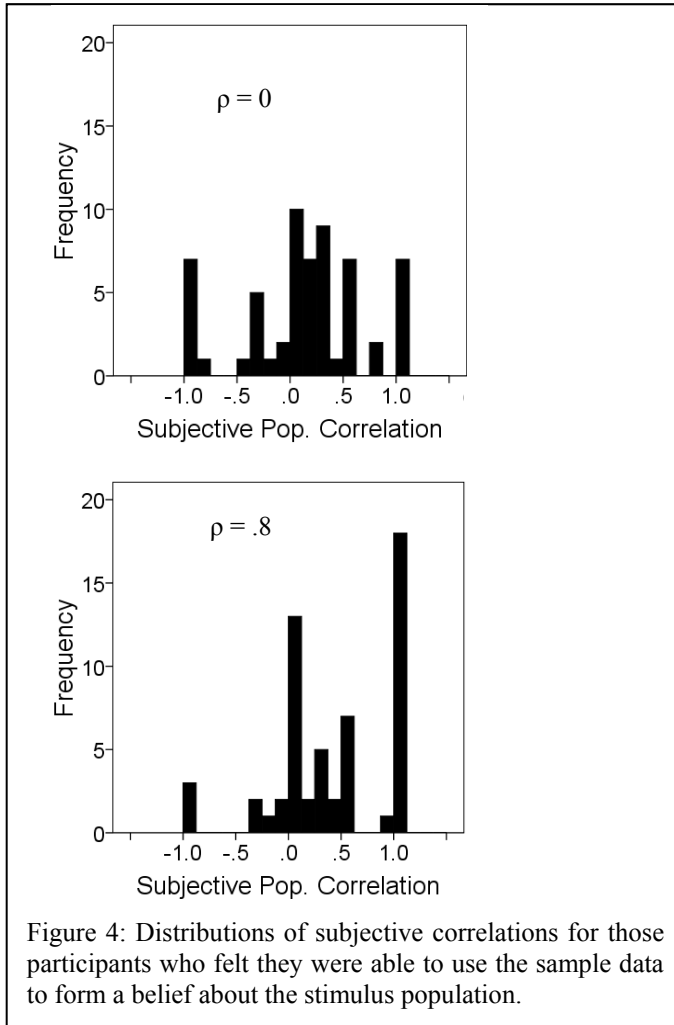 20
ρ = 0
15
Frequency
10
5
0
-1.0 -.5 .0 .5 1.0
Subjective Pop. Correlation
20
ρ = .8
15
Frequency
10
5
0
-1.0 -.5 .0 .5 1.0
Subjective Pop. Correlation
Figure 4: Distributions of subjective correlations for those
participants who felt they were able to use the sample data
to form a belief about the stimulus population.